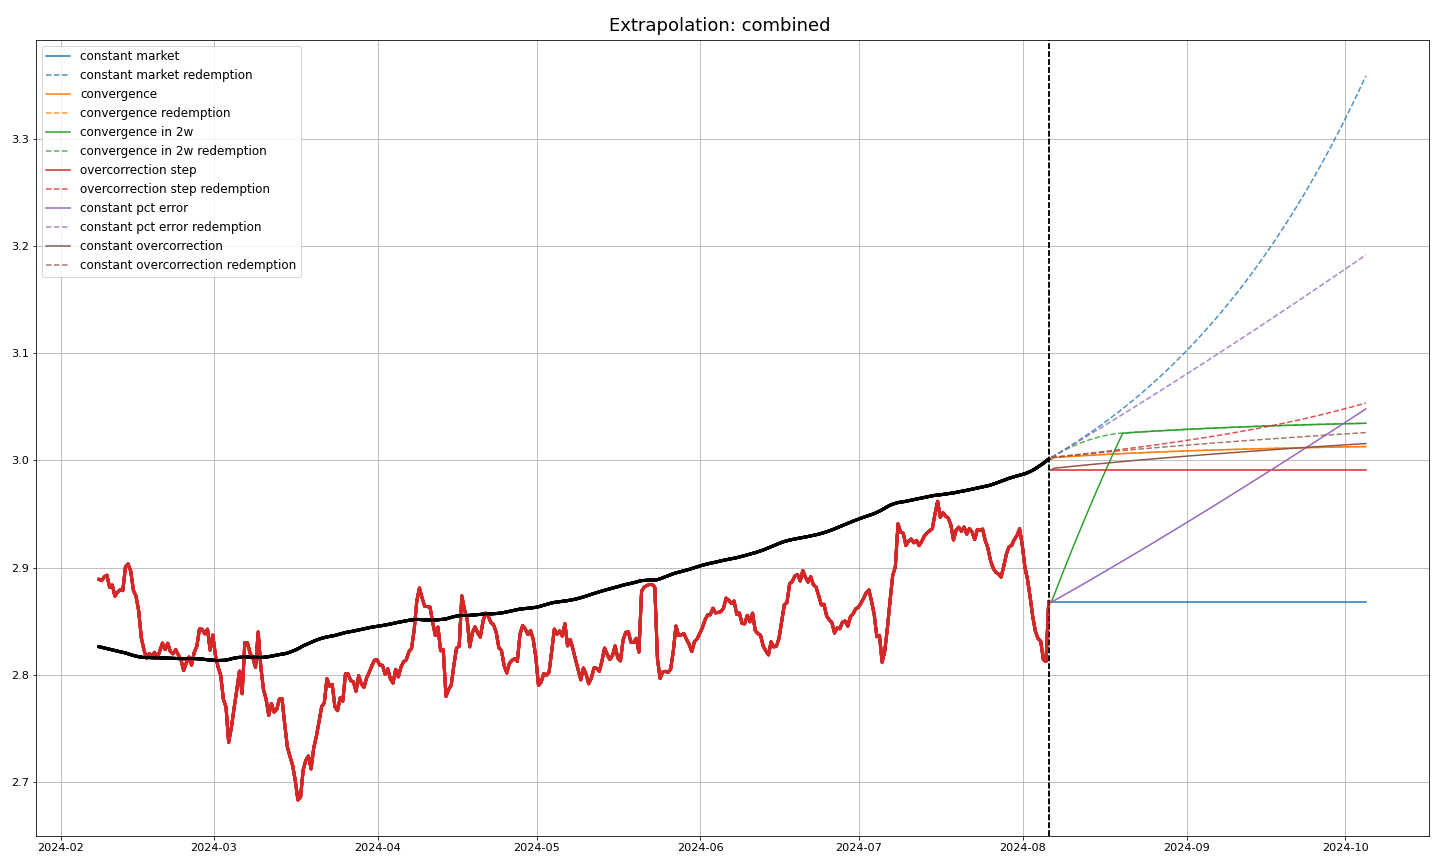 Extrapolation: combined
constant market
constant market redemption
convergence
convergence redemption
convergence in 2w
convergence in 2w redemption
overcorrection step
overcorrection step redemption
constant pct error
constant pct error redemption
constant overcorrection
constant overcorrection redemption
3.3
3.2
3.1
3.0
2.9
2.8
2.7
2024-02 2024-03 2024-04 2024-05 2024-06 2024-07 2024-08 2024-09 2024-10